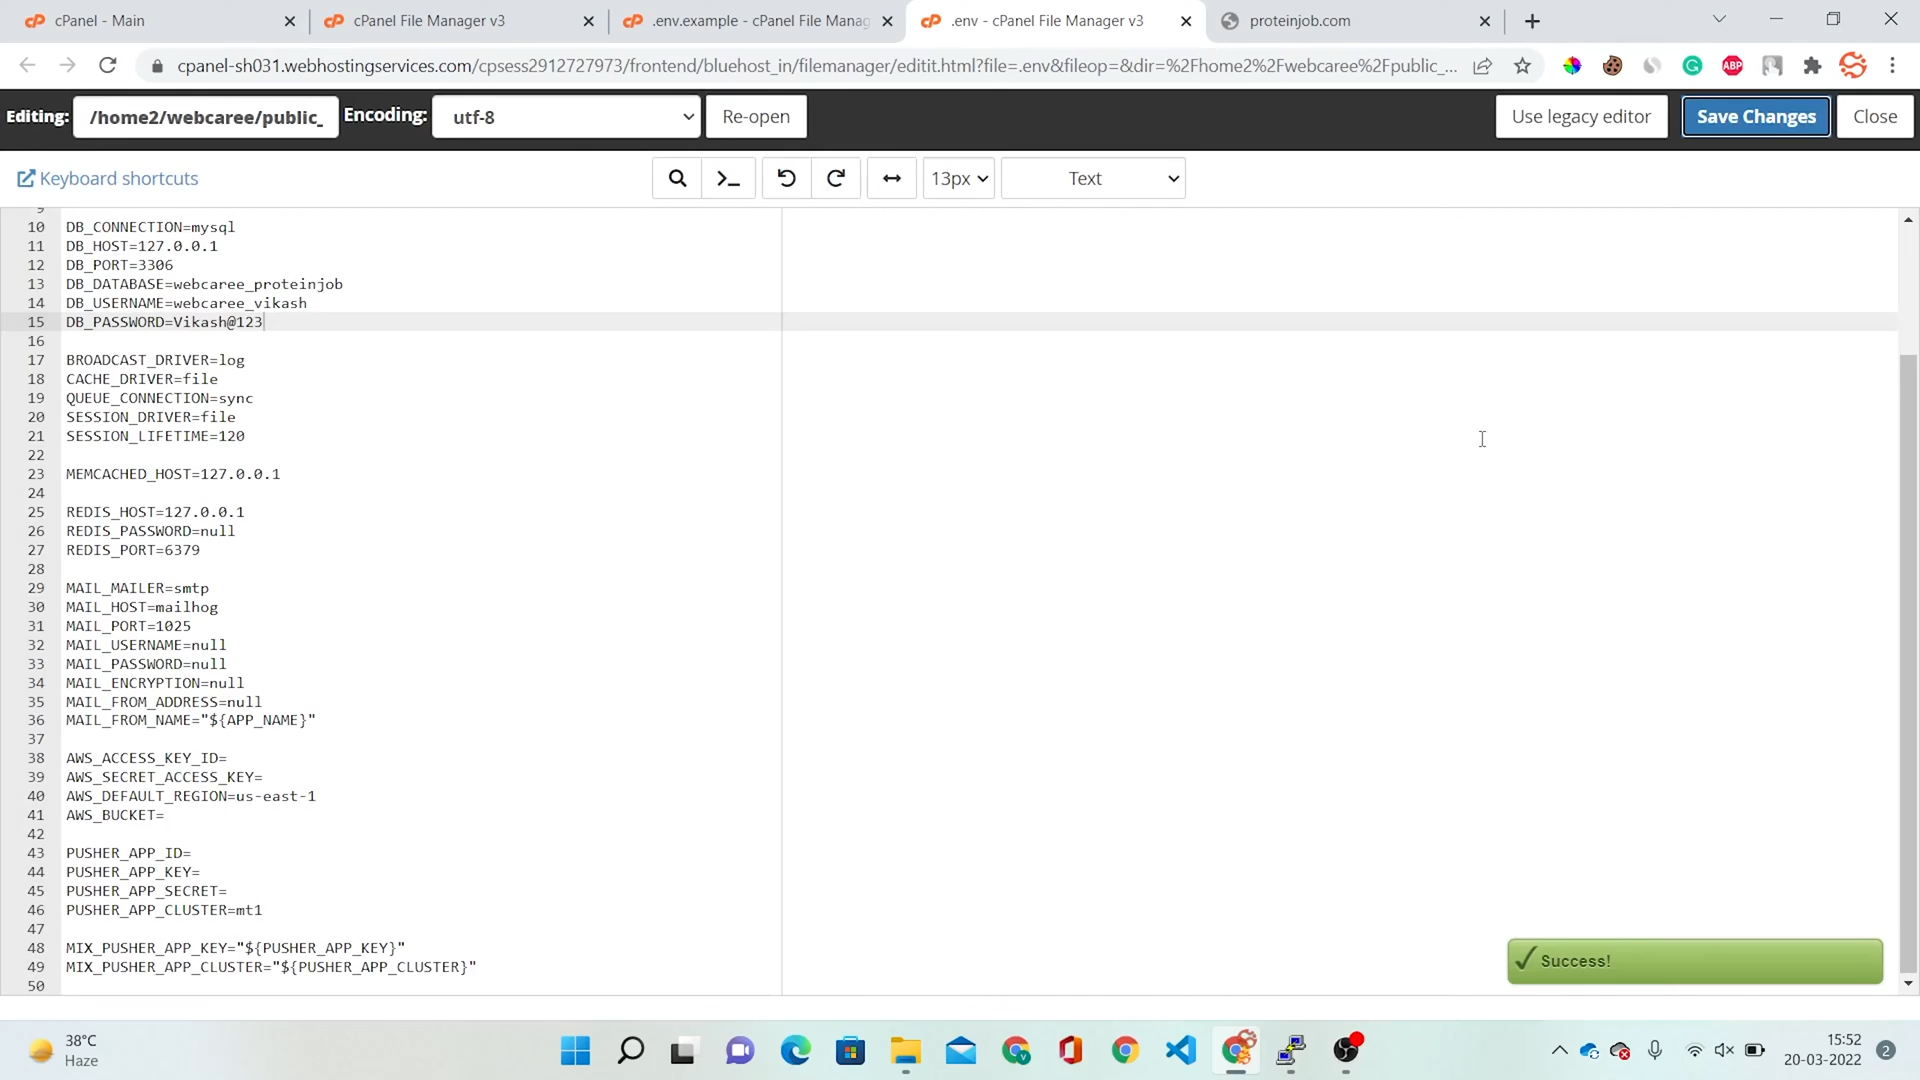 cPanel - Main
cPanel File Manager v3
.env.example - cPanel File Manag
.env - cPanel File Manager v3
proteinjob.com
cpanel-sh031.webhostingservices.com/cpsess2912727973/frontend/bluehost_in/filemanager/editit.html?file=.env&fileop=&dir=%2Fhome2%2Fwebcaree%2Fpublic_...
ABP
Editing:
/home2/webcaree/public_
Encoding:
utf-8
Re-open
Use legacy editor
Save Changes
Close
Keyboard shortcuts
13px
Text
9
10 DB_CONNECTION=mysql
11 DB_HOST=127.0.0.1
12 DB_PORT=3306
13 DB_DATABASE=webcaree_proteinjob
14 DB_USERNAME=webcaree_vikash
15 DB_PASSWORD=Vikash@123
16
17 BROADCAST_DRIVER=log
18 CACHE_DRIVER=file
19 QUEUE_CONNECTION=sync
20 SESSION_DRIVER=file
21 SESSION_LIFETIME=120
22
23 MEMCACHED_HOST=127.0.0.1
24
25 REDIS_HOST=127.0.0.1
26 REDIS_PASSWORD=null
27 REDIS_PORT=6379
28
29 MAIL_MAILER=smtp
30 MAIL_HOST=mailhog
31 MAIL_PORT=1025
32 MAIL_USERNAME=null
33 MAIL_PASSWORD=null
34 MAIL_ENCRYPTION=null
35 MAIL_FROM_ADDRESS=null
36 MAIL_FROM_NAME="${APP_NAME}"
37
38 AWS_ACCESS_KEY_ID=
39 AWS_SECRET_ACCESS_KEY=
40 AWS_DEFAULT_REGION=us-east-1
41 AWS_BUCKET=
42
43 PUSHER_APP_ID=
44 PUSHER_APP_KEY=
45 PUSHER_APP_SECRET=
46 PUSHER_APP_CLUSTER=mt1
47
48 MIX_PUSHER_APP_KEY="${PUSHER_APP_KEY}"
49 MIX_PUSHER_APP_CLUSTER="${PUSHER_APP_CLUSTER}"
50
Success!
38°C
Haze
15:52
20-03-2022
2